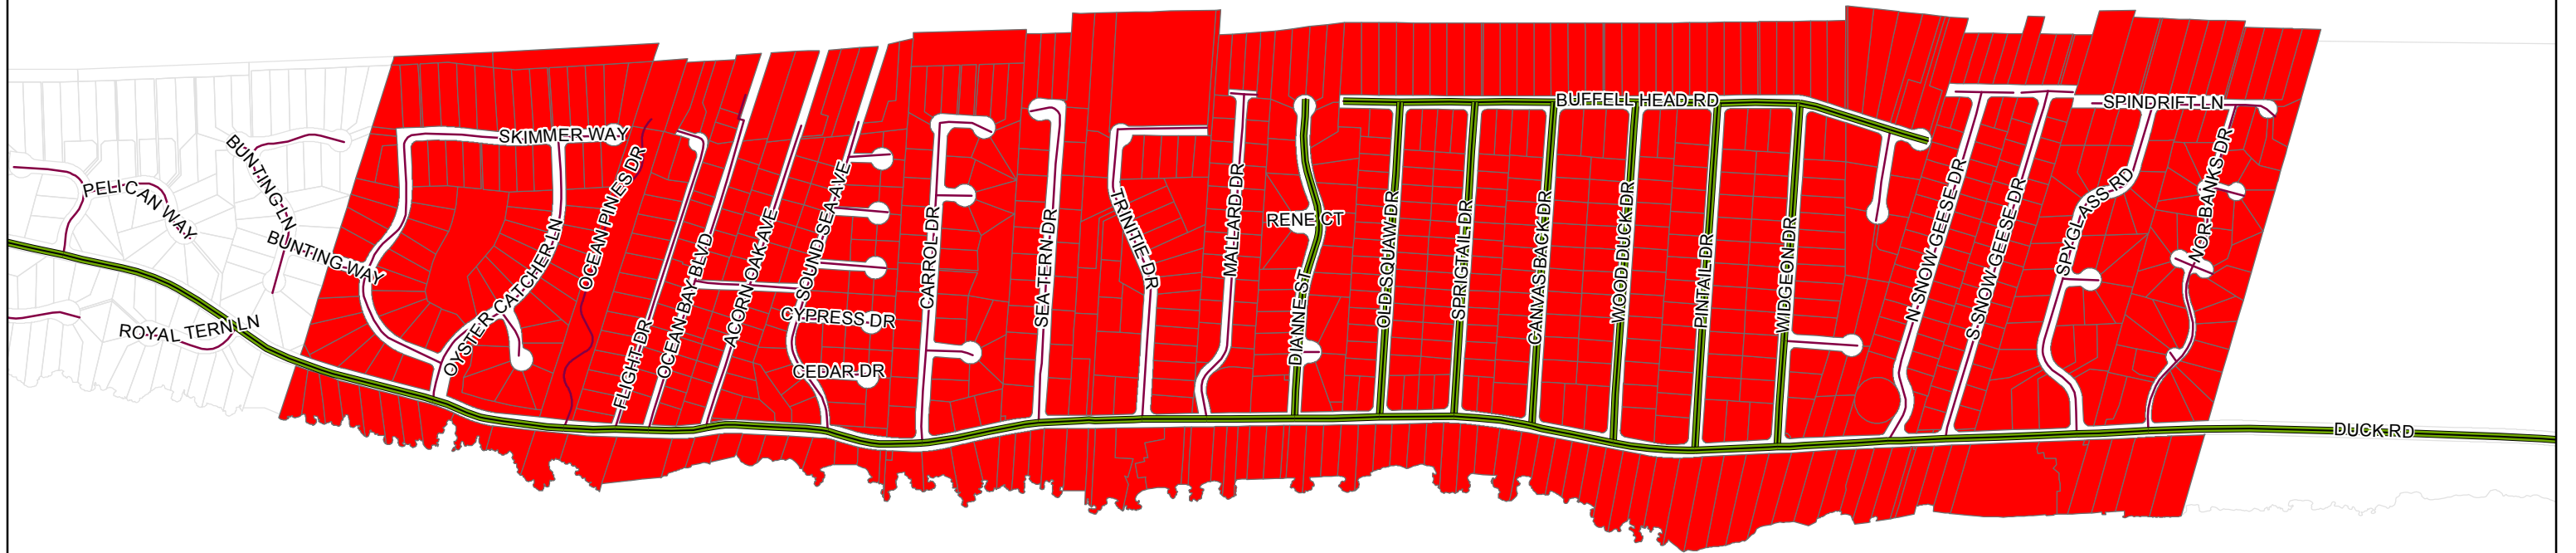 PELICAN WAY
BUNTING LN
BUNTING WAY
ROYAL TERN LN
SKIMMER WAY
OYSTER CATCHER LN
OCEAN PINES DR
FLIGHT DR
OCEAN BAY BLVD
ACORN OAK AVE
SOUND SEA AVE
CYPRESS DR
CEDAR DR
CARROL DR
SEA TERN DR
TRINITIE DR
MALLARD DR
RENE CT
DIANNE ST
BUFFELL HEAD RD
OLD SQUAW DR
SPRIGTAIL DR
CANVAS BACK DR
WOOD DUCK DR
PINTAIL DR
WIDGEON DR
N SNOW GEESE DR
S SNOW GEESE DR
SPINDRIFT LN
SPYGLASS RD
NOR BANKS DR
DUCK RD